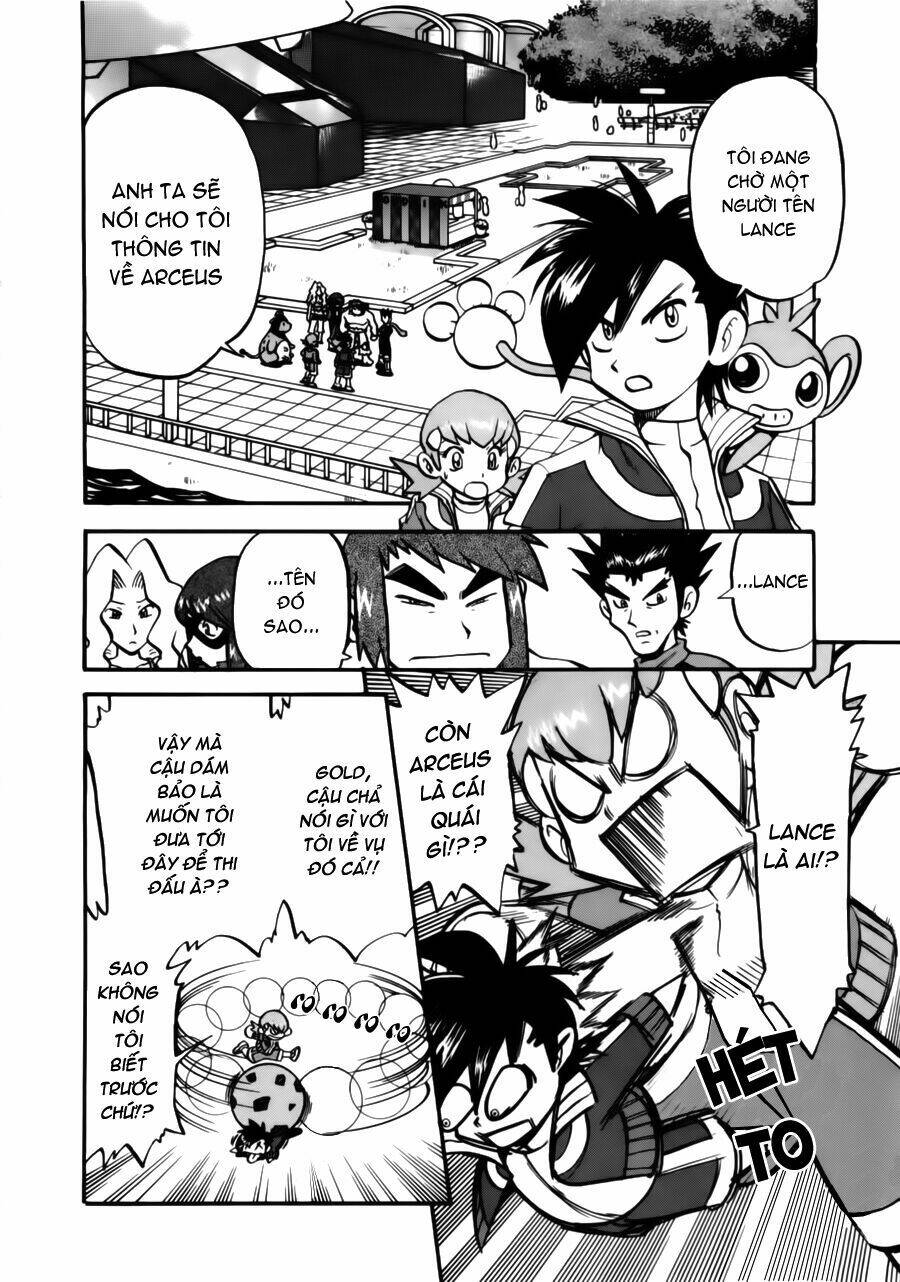 TÔI ĐANG
CHỜ MỘT
NGƯỜI TÊN
LANCE
ANH TA SẼ
NÓI CHO TÔI
THÔNG TIN
VỀ ARCEUS
...LANCE
...TÊN
ĐÓ
SAO...
LANCE
LÀ AI!?
CÒN
ARCEUS
LÀ CÁI
QUÁI
GÌ!??
HÉT
TO
GOLD,
CẬU CHẢ
NÓI GÌ VỚI
TÔI VỀ VỤ
ĐÓ CẢ!!
VẬY MÀ
CẬU DÁM
BẢO LÀ
MUỐN TÔI
ĐƯA TỚI
ĐÂY ĐỂ THI
ĐẤU À??
SAO
KHÔNG
NÓI
TÔI
BIẾT
TRƯỚC
CHỨ!?